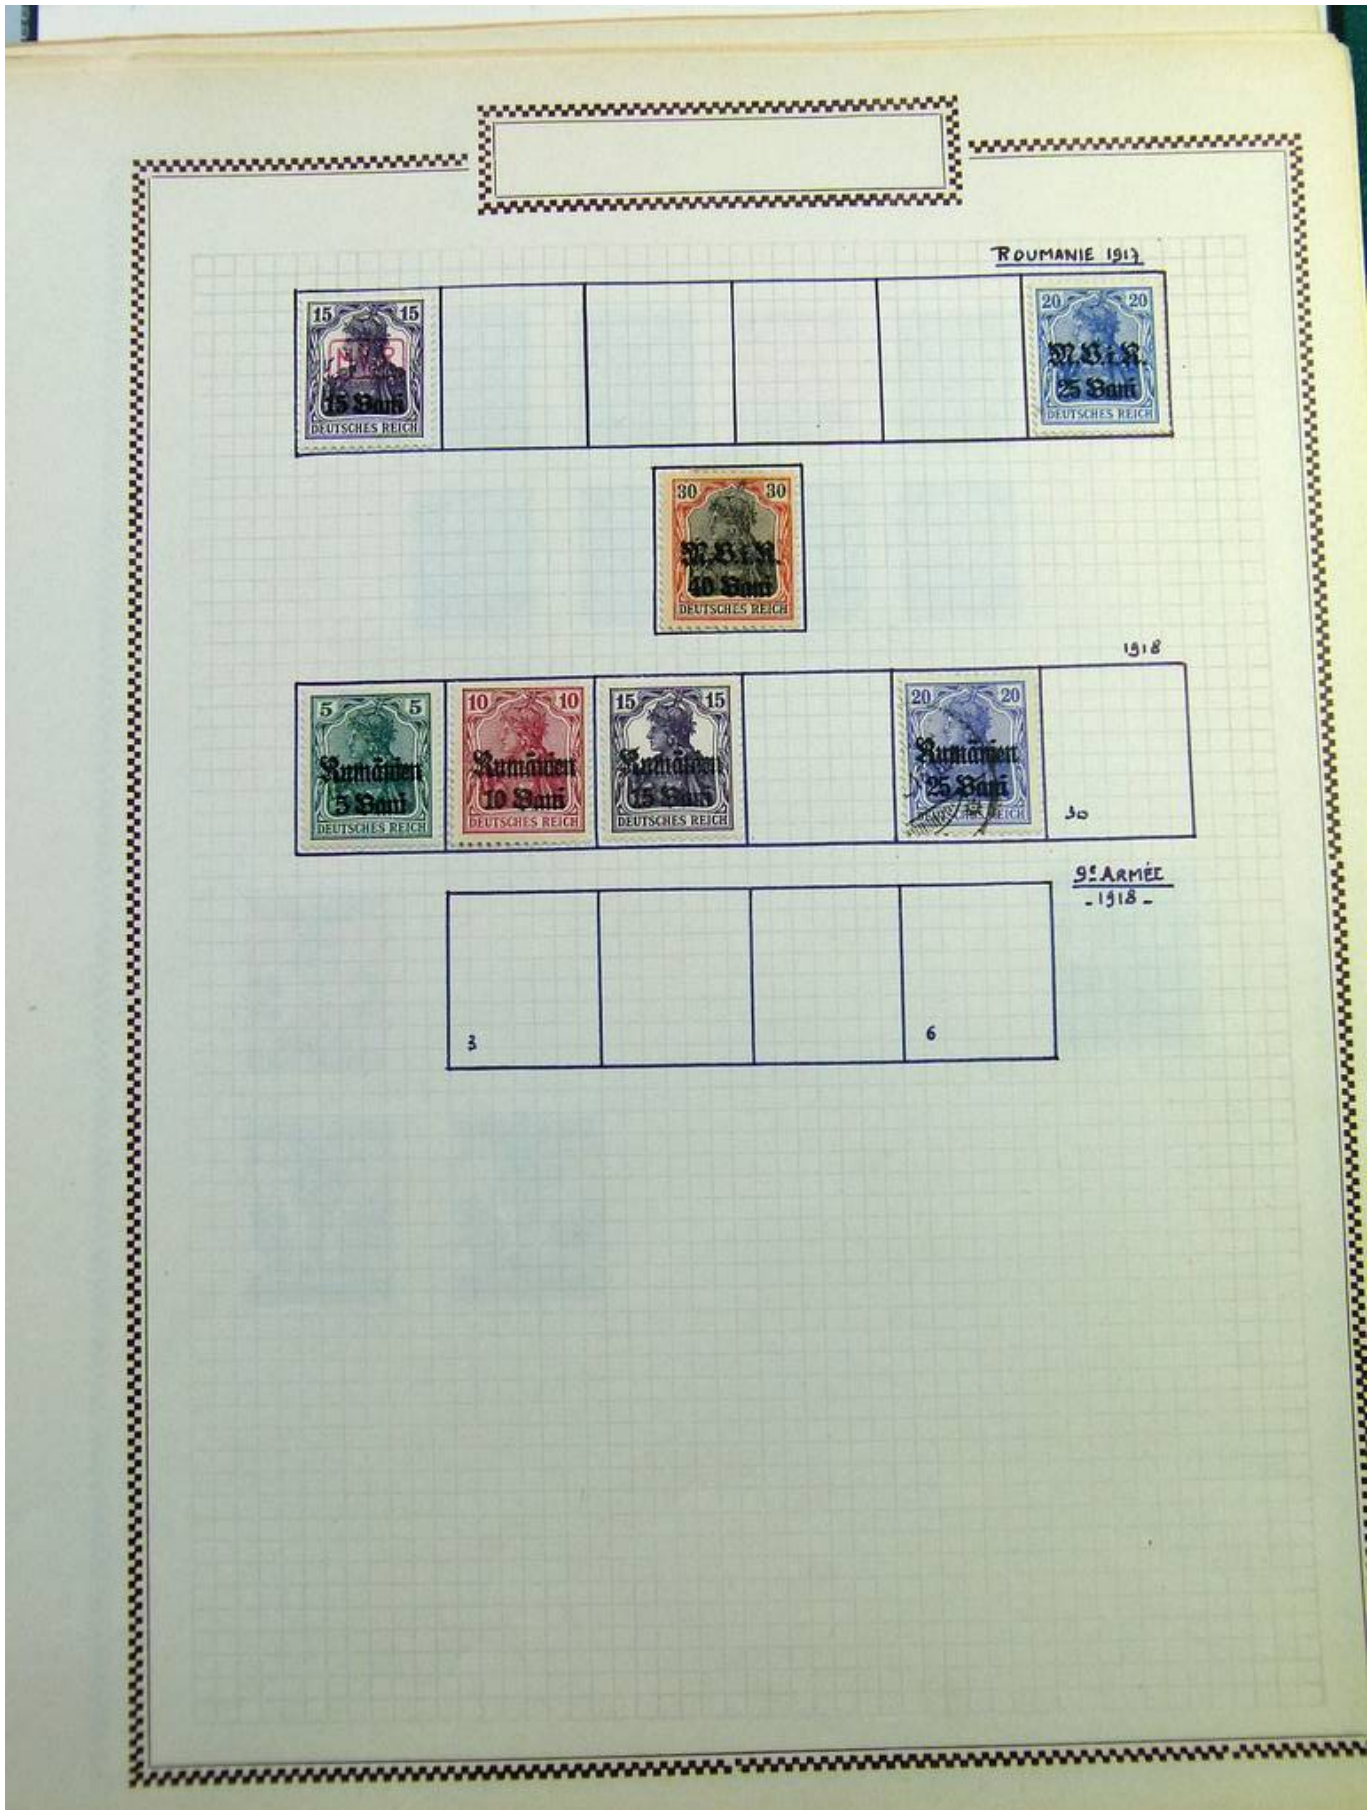 ROUMANIE 1917
15 15
15 Bani
DEUTSCHES REICH
20 20
M.V.i.R.
25 Bani
DEUTSCHES REICH
30 30
M.V.i.R.
40 Bani
DEUTSCHES REICH
1918
5 5
Rumänien
5 Bani
DEUTSCHES REICH
10 10
Rumänien
10 Bani
DEUTSCHES REICH
15 15
Rumänien
15 Bani
DEUTSCHES REICH
20 20
Rumänien
25 Bani
DEUTSCHES REICH
30
9e ARMÉE
-1918-
3
6